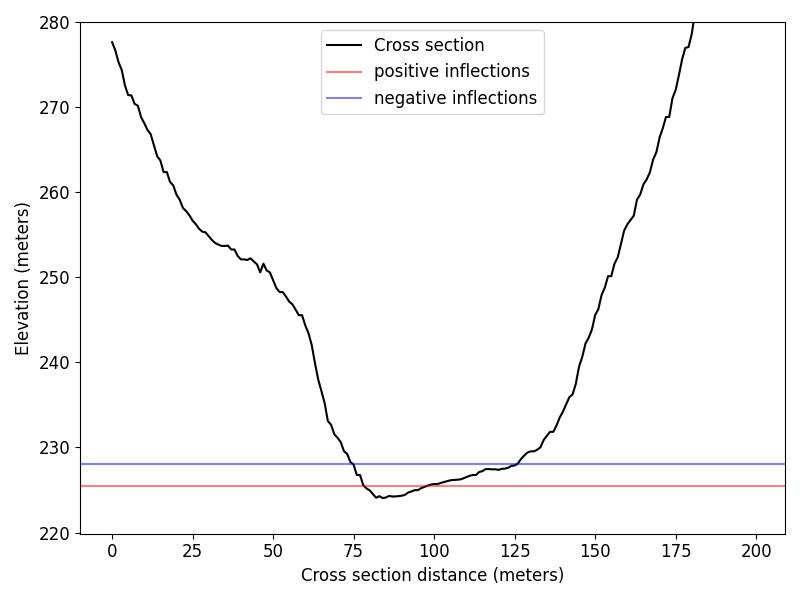 Cross section
positive inflections
negative inflections
280
270
260
250
240
230
220
Elevation (meters)
0 25 50 75 100 125 150 175 200
Cross section distance (meters)